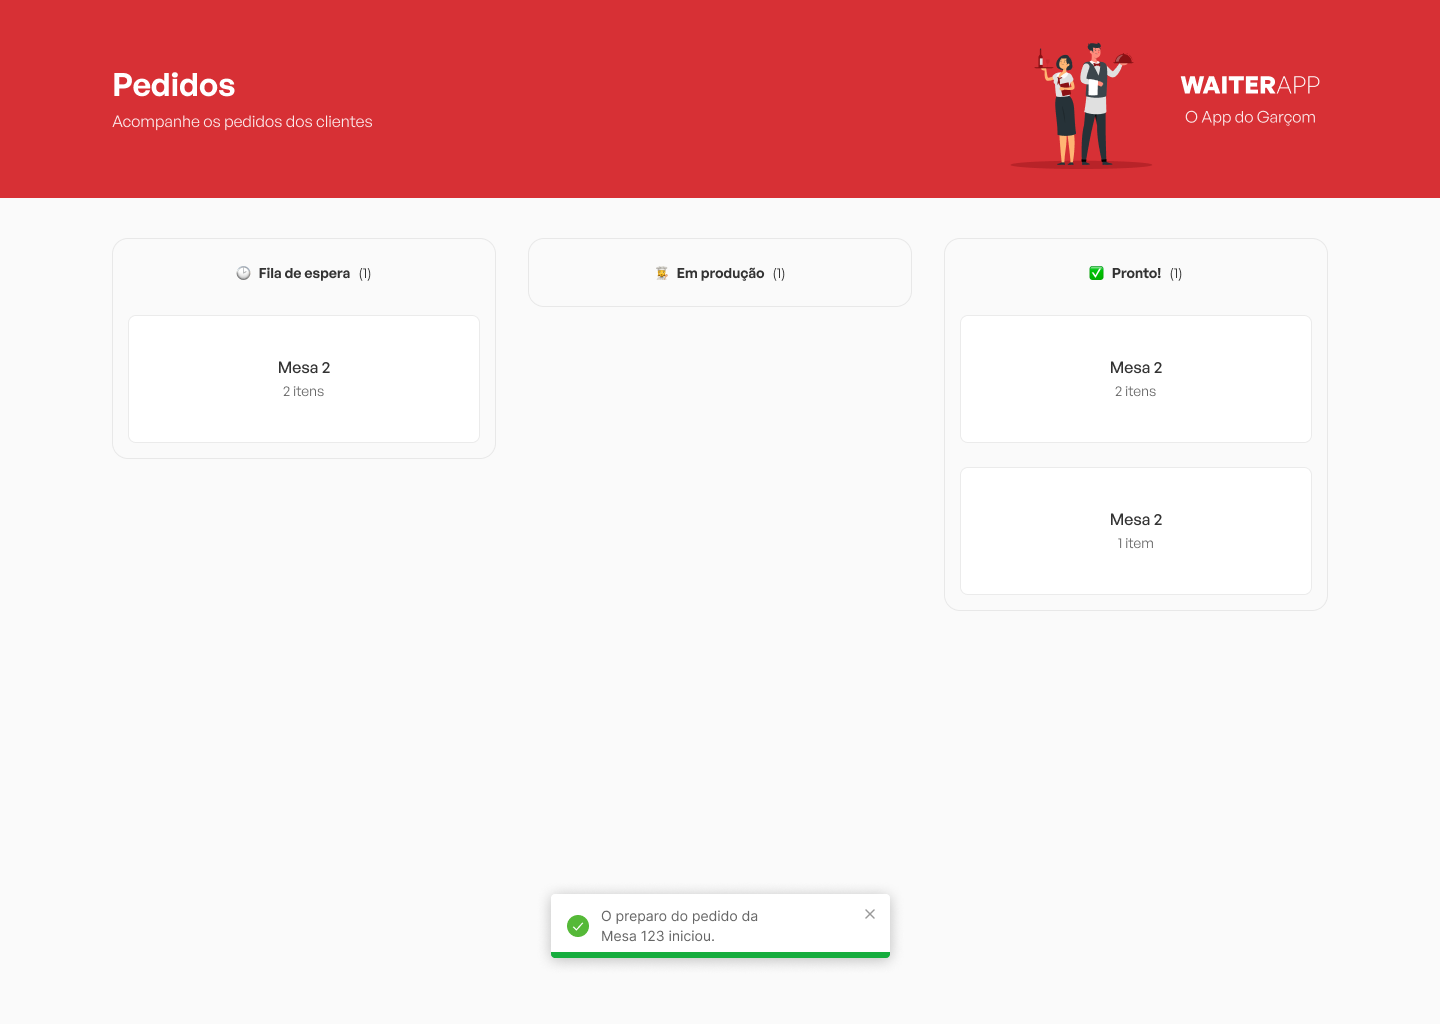 Pedidos
Acompanhe os pedidos dos clientes
WAITERAPP
O App do Garçom
Fila de espera (1)
Mesa 2
2 itens
Em produção (1)
Pronto! (1)
Mesa 2
2 itens
Mesa 2
1 item
O preparo do pedido da
Mesa 123 iniciou.